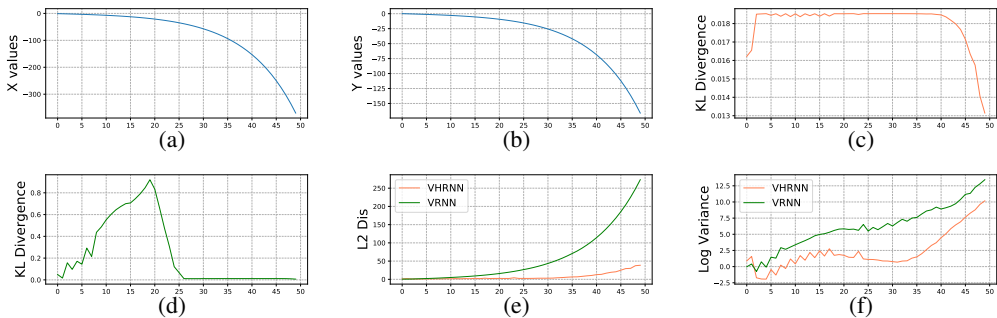 X values
0
−100
−200
−300
0 5 10 15 20 25 30 35 40 45 50
(a)
Y values
0
−25
−50
−75
−100
−125
−150
0 5 10 15 20 25 30 35 40 45 50
(b)
KL Divergence
0.018
0.017
0.016
0.015
0.014
0.013
0 5 10 15 20 25 30 35 40 45 50
(c)
KL Divergence
0.8
0.6
0.4
0.2
0.0
0 5 10 15 20 25 30 35 40 45 50
(d)
L2 Dis
250
200
150
100
50
0
VHRNN
VRNN
0 5 10 15 20 25 30 35 40 45 50
(e)
Log Variance
12.5
10.0
7.5
5.0
2.5
0.0
−2.5
VHRNN
VRNN
0 5 10 15 20 25 30 35 40 45 50
(f)